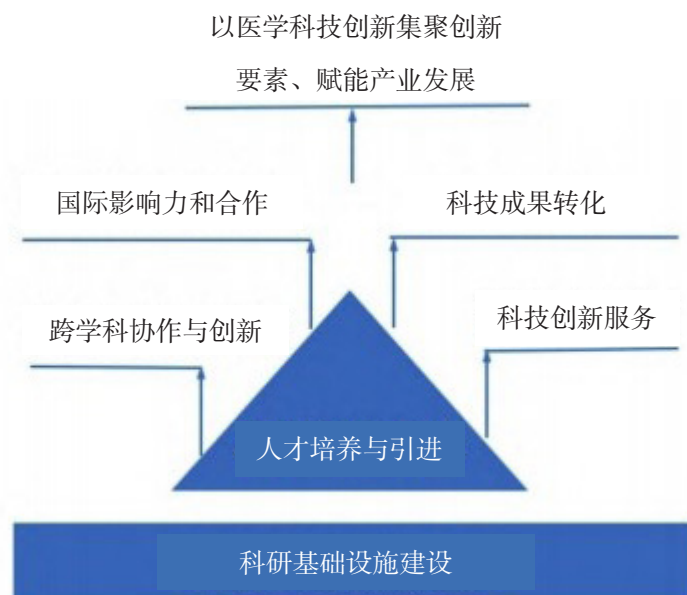 以医学科技创新集聚创新
要素、赋能产业发展
国际影响力和合作
科技成果转化
跨学科协作与创新
科技创新服务
人才培养与引进
科研基础设施建设